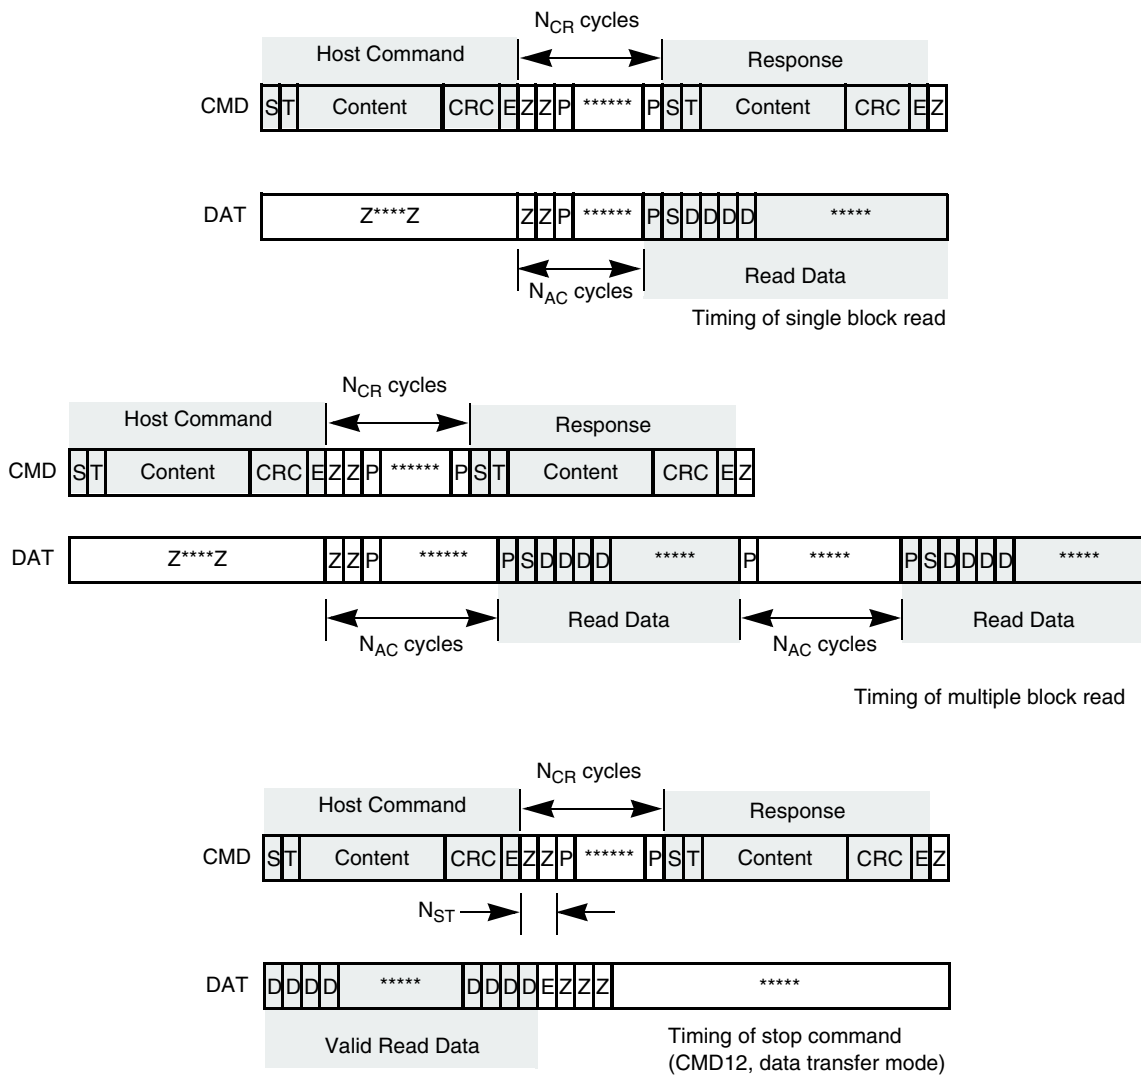 N_CR cycles
Host Command
Response
CMD S T Content CRC E Z Z P ****** P S T Content CRC E Z
DAT Z****Z Z Z P ****** P S D D D D *****
N_AC cycles
Read Data
Timing of single block read
N_CR cycles
Host Command
Response
CMD S T Content CRC E Z Z P ****** P S T Content CRC E Z
DAT Z****Z Z Z P ****** P S D D D D ***** P ***** P S D D D D *****
N_AC cycles
Read Data
N_AC cycles
Read Data
Timing of multiple block read
N_CR cycles
Host Command
Response
CMD S T Content CRC E Z Z P ****** P S T Content CRC E Z
N_ST
DAT D D D D ***** D D D D E Z Z Z *****
Valid Read Data
Timing of stop command
(CMD12, data transfer mode)